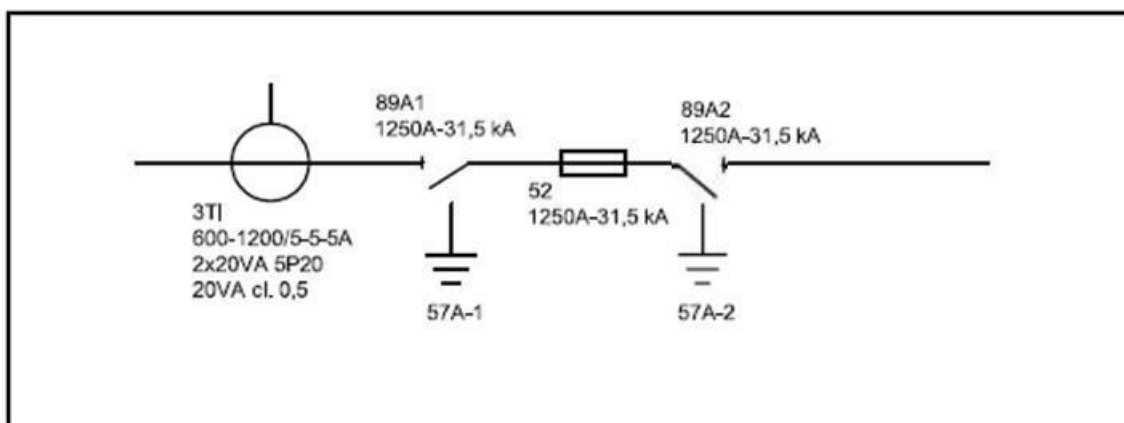 89A1
1250A-31,5 kA
89A2
1250A-31,5 kA
3TI
600-1200/5-5-5A
2x20VA 5P20
20VA cl. 0,5
52
1250A-31,5 kA
57A-1
57A-2